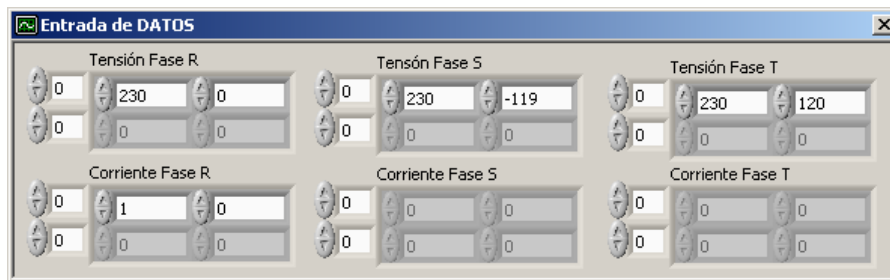 Entrada de DATOS
Tensión Fase R
0 230 0
0 0 0
Tensón Fase S
0 230 -119
0 0 0
Tensión Fase T
0 230 120
0 0 0
Corriente Fase R
0 1 0
0 0 0
Corriente Fase S
0 0 0
0 0 0
Corriente Fase T
0 0 0
0 0 0